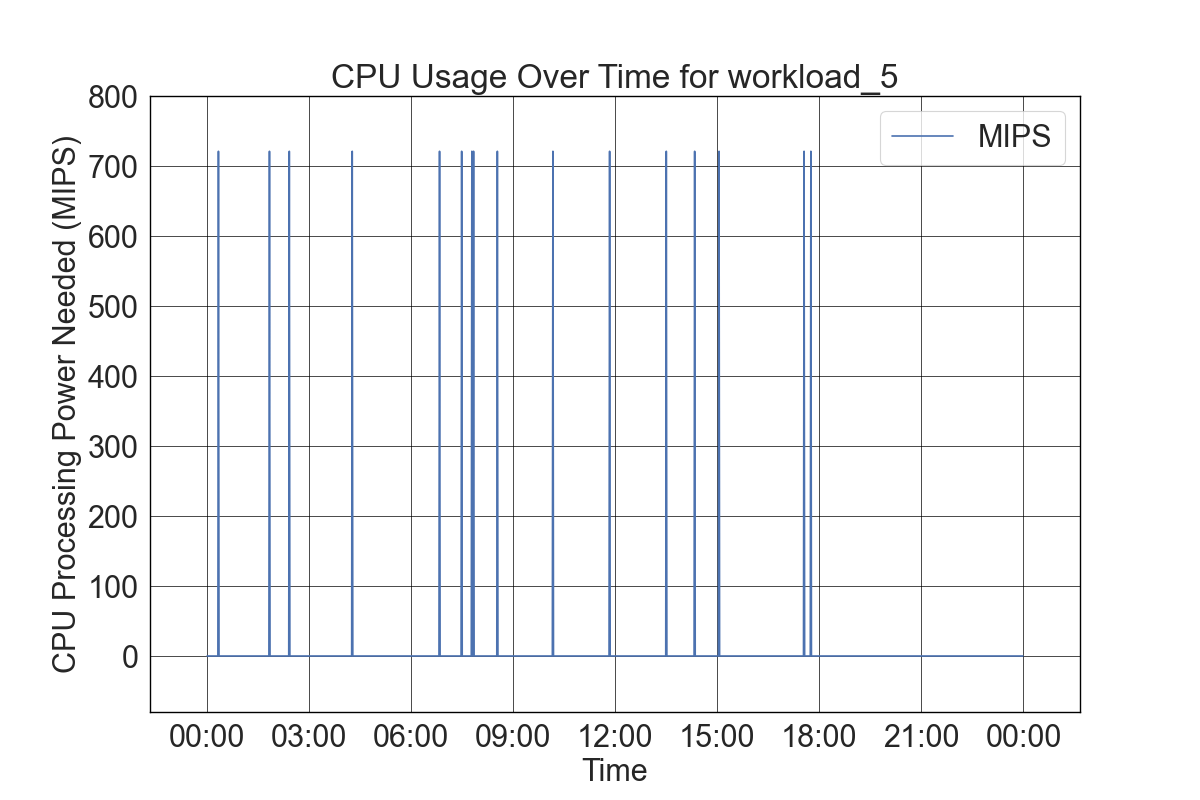 CPU Usage Over Time for workload_5
MIPS
CPU Processing Power Needed (MIPS)
800
700
600
500
400
300
200
100
0
00:00 03:00 06:00 09:00 12:00 15:00 18:00 21:00 00:00
Time